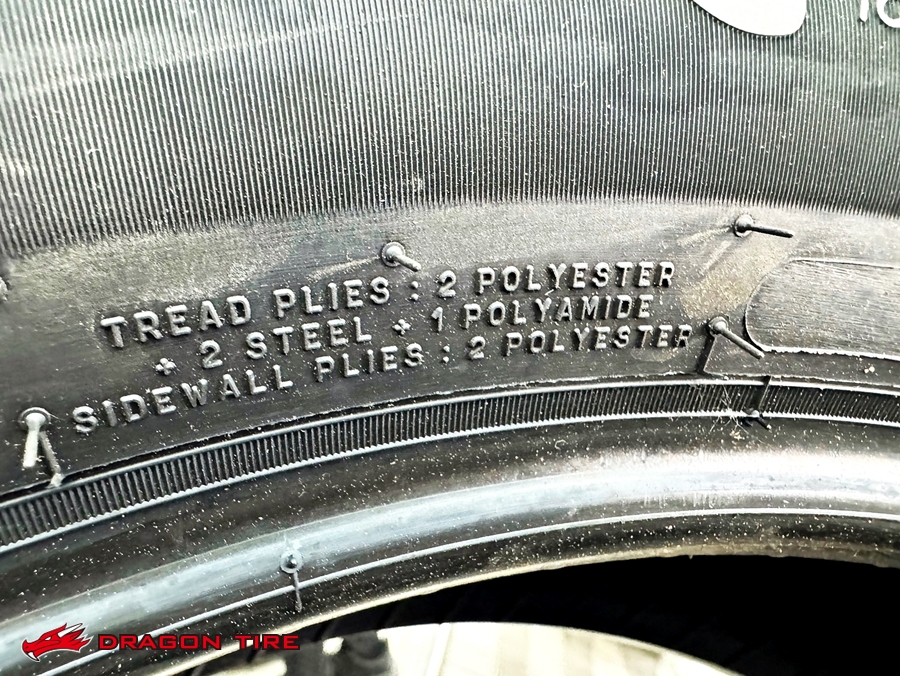 TREAD PLIES : 2 POLYESTER
+ 2 STEEL + 1 POLYAMIDE
SIDEWALL PLIES : 2 POLYESTER
DRAGON TIRE